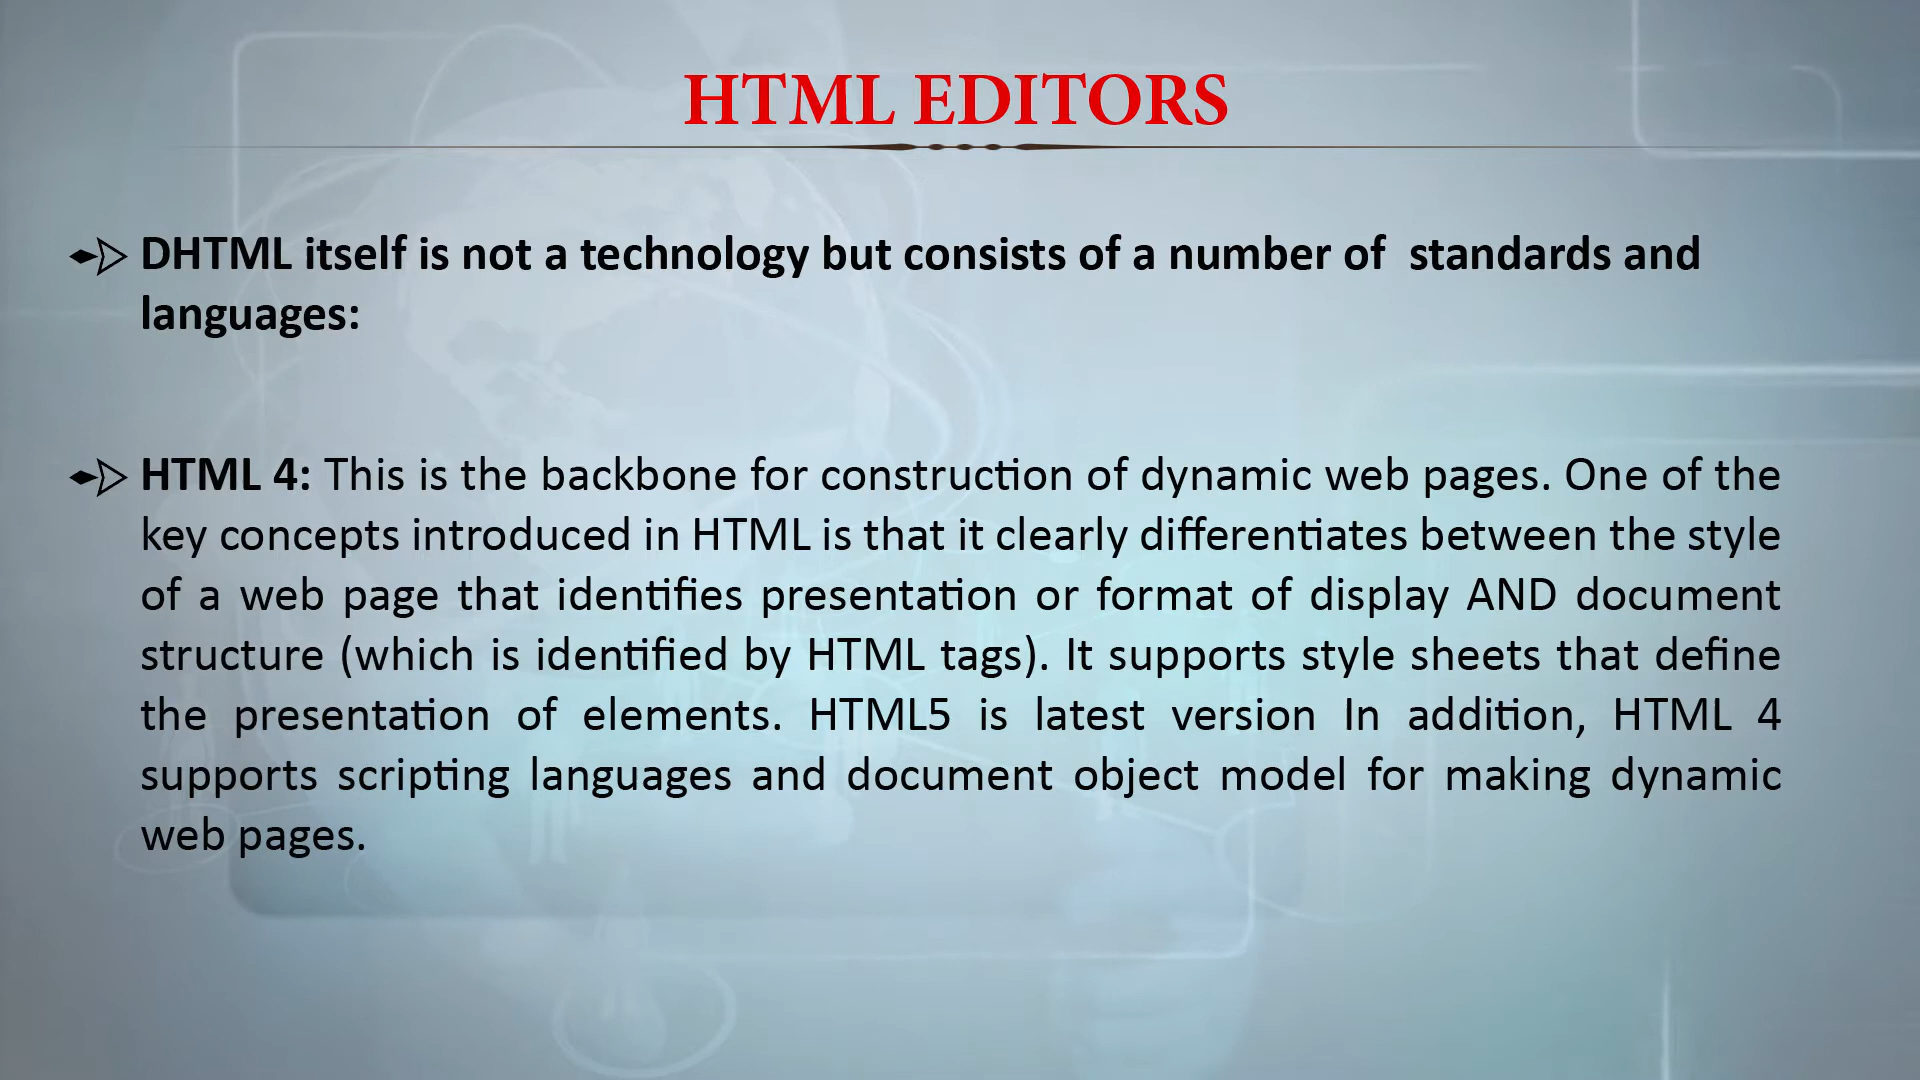 HTML EDITORS
DHTML itself is not a technology but consists of a number of  standards and
languages:
HTML 4: This is the backbone for construction of dynamic web pages. One of the
key concepts introduced in HTML is that it clearly differentiates between the style
of a web page that identifies presentation or format of display AND document
structure (which is identified by HTML tags). It supports style sheets that define
the presentation of elements. HTML5 is latest version In addition, HTML 4
supports scripting languages and document object model for making dynamic
web pages.